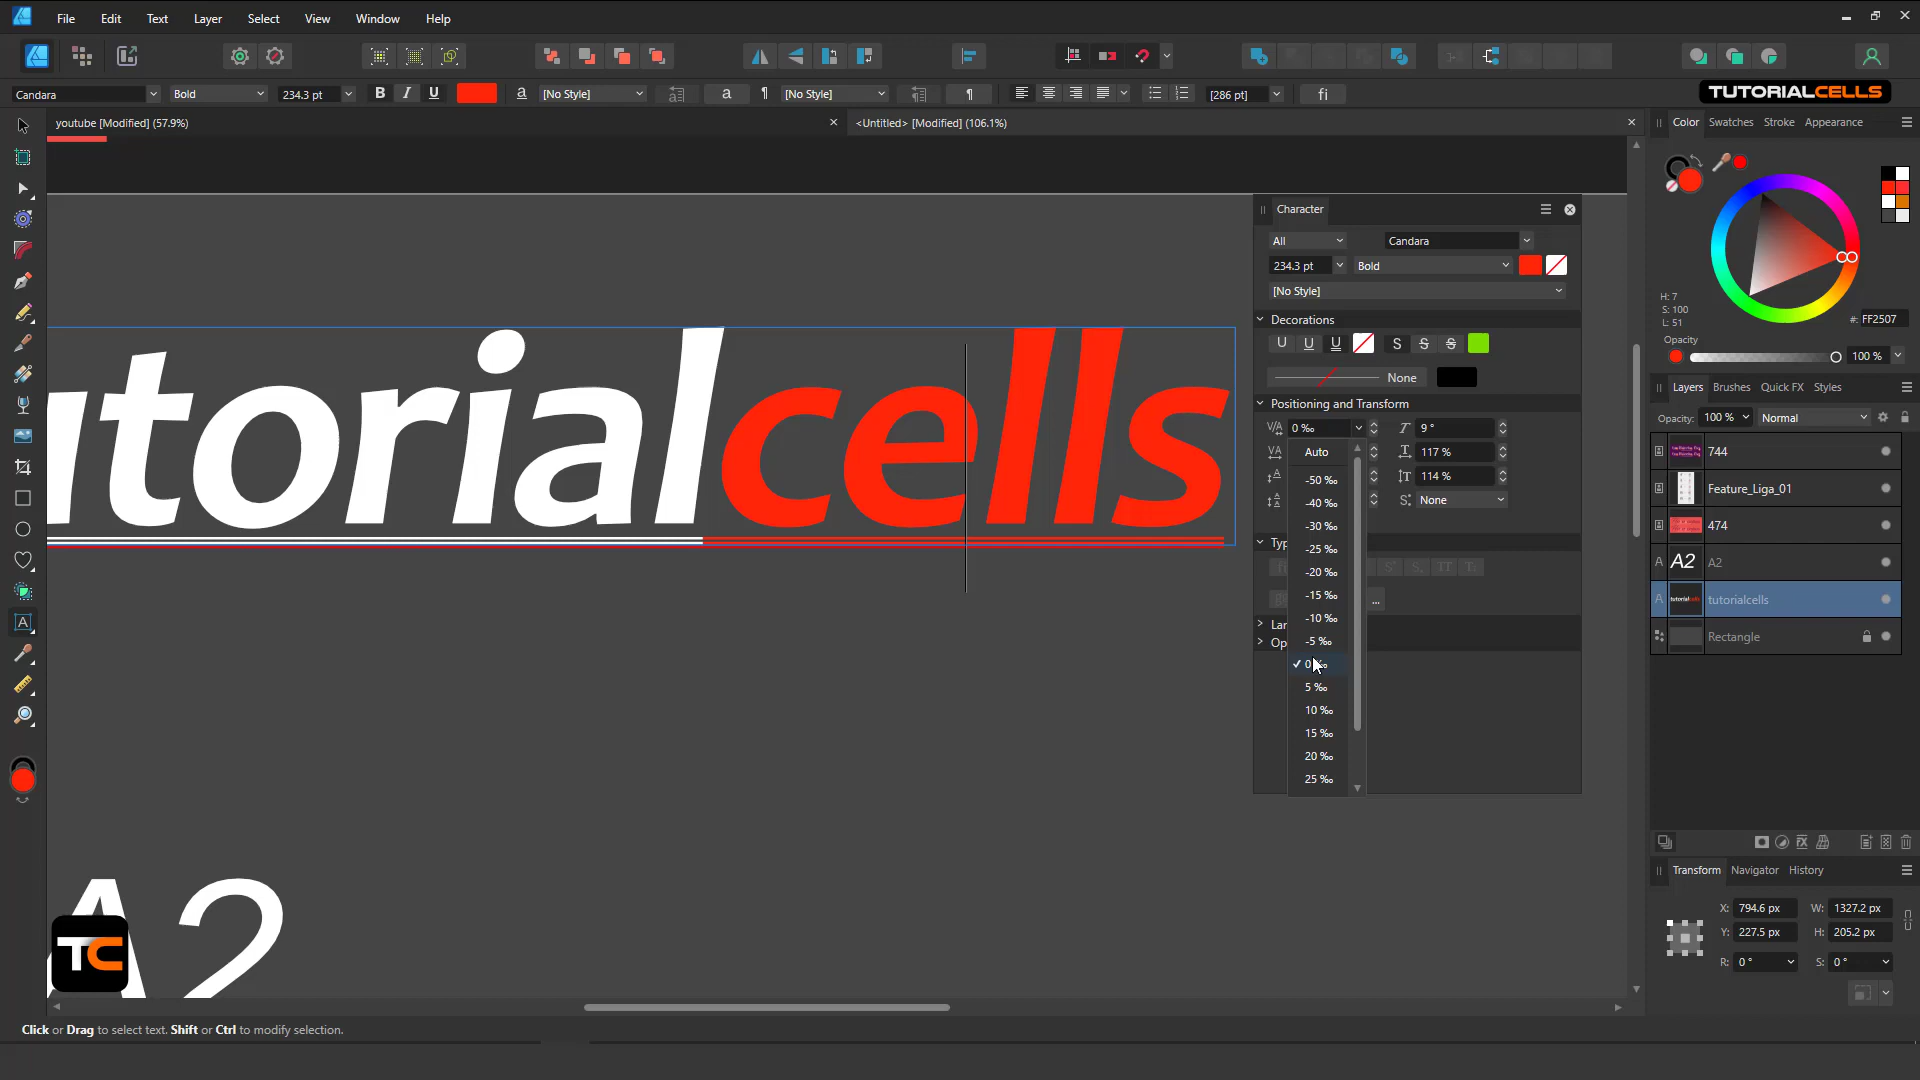 File Edit Text Layer Select View Window Help
Candara Bold 234.3 pt B I U a [No Style] a ¶ [No Style] ¶ [286 pt] fi
TUTORIALCELLS
youtube [Modified] (57.9%)
<Untitled> [Modified] (106.1%)
Color Swatches Stroke Appearance
H: 7
S: 100
L: 51
#: FF2507
Opacity
100 %
Character
All Candara
234.3 pt Bold
[No Style]
Decorations
U U U S S S
None
Positioning and Transform
0 ‰ 9 °
117 %
114 %
None
Auto
-50 ‰
-40 ‰
-30 ‰
-25 ‰
-20 ‰
-15 ‰
-10 ‰
-5 ‰
5 ‰
10 ‰
15 ‰
20 ‰
25 ‰
utorialcells
A2
TC
Layers Brushes Quick FX Styles
Opacity: 100 % Normal
744
Feature_Liga_01
474
A A2 A2
A tutorialcells tutorialcells
Rectangle
Transform Navigator History
X: 794.6 px W: 1327.2 px
Y: 227.5 px H: 205.2 px
R: 0 ° S: 0 °
Click or Drag to select text. Shift or Ctrl to modify selection.